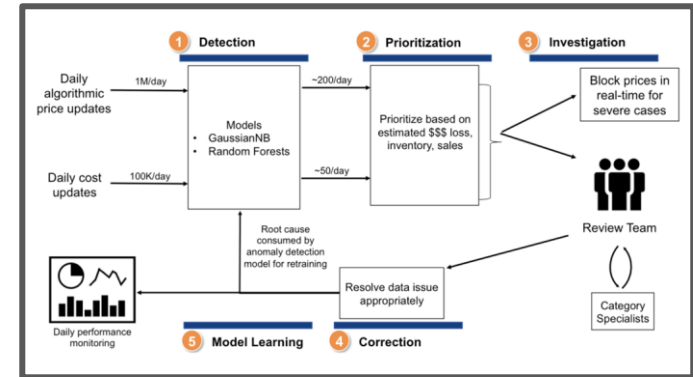 1 Detection
2 Prioritization
3 Investigation
Daily
algorithmic
price updates
1M/day
Models
• GaussianNB
• Random Forests
~200/day
Prioritize based on
estimated $$$ loss,
inventory, sales
Block prices in
real-time for
severe cases
Daily cost
updates
100K/day
~50/day
Review Team
Root cause
consumed by
anomaly detection
model for retraining
Resolve data issue
appropriately
Category
Specialists
Daily performance
monitoring
5 Model Learning
4 Correction